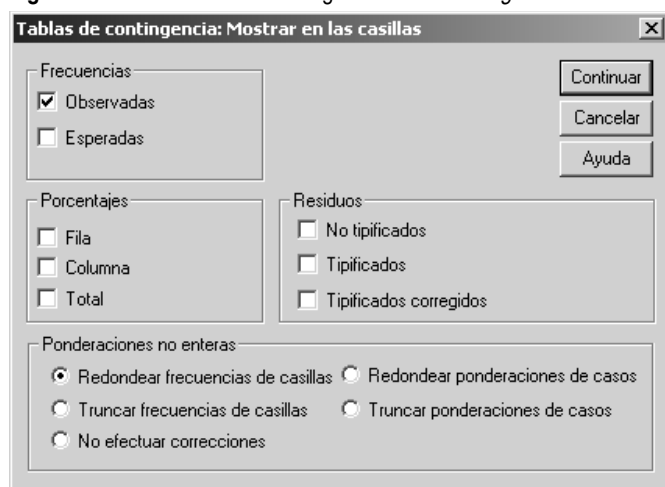 Tablas de contingencia: Mostrar en las casillas
Frecuencias
Observadas
Esperadas
Continuar
Cancelar
Ayuda
Porcentajes
Fila
Columna
Total
Residuos
No tipificados
Tipificados
Tipificados corregidos
Ponderaciones no enteras
Redondear frecuencias de casillas
Redondear ponderaciones de casos
Truncar frecuencias de casillas
Truncar ponderaciones de casos
No efectuar correcciones